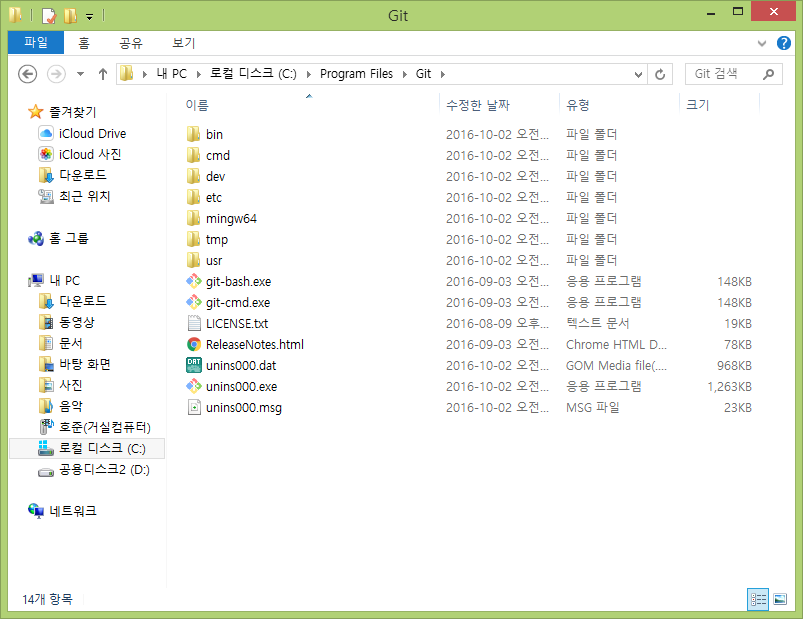 Git
파일 홈 공유 보기
내 PC 로컬 디스크 (C:) Program Files Git Git 검색
이름 수정한 날짜 유형 크기
즐겨찾기
iCloud Drive
iCloud 사진
다운로드
최근 위치
홈 그룹
내 PC
다운로드
동영상
문서
바탕 화면
사진
음악
호준(거실컴퓨터)
로컬 디스크 (C:)
공용디스크2 (D:)
네트워크
bin 2016-10-02 오전... 파일 폴더
cmd 2016-10-02 오전... 파일 폴더
dev 2016-10-02 오전... 파일 폴더
etc 2016-10-02 오전... 파일 폴더
mingw64 2016-10-02 오전... 파일 폴더
tmp 2016-10-02 오전... 파일 폴더
usr 2016-10-02 오전... 파일 폴더
git-bash.exe 2016-09-03 오전... 응용 프로그램 148KB
git-cmd.exe 2016-09-03 오전... 응용 프로그램 148KB
LICENSE.txt 2016-08-09 오후... 텍스트 문서 19KB
ReleaseNotes.html 2016-09-03 오전... Chrome HTML D... 78KB
unins000.dat 2016-10-02 오전... GOM Media file(.... 968KB
unins000.exe 2016-10-02 오전... 응용 프로그램 1,263KB
unins000.msg 2016-10-02 오전... MSG 파일 23KB
14개 항목